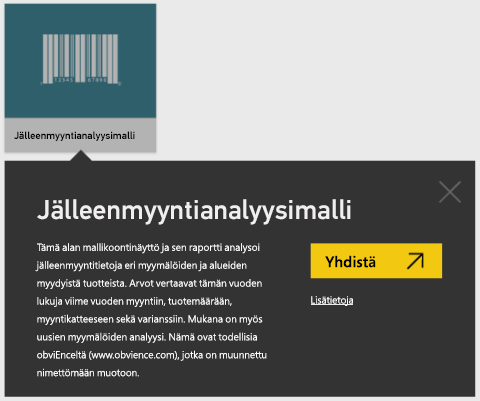 12345 67890
Jälleenmyyntianalyysimalli
Jälleenmyyntianalyysimalli
Tämä alan mallikoontinäyttö ja sen raportti analysoi
jälleenmyyntitietoja eri myymälöiden ja alueiden
myydyistä tuotteista. Arvot vertaavat tämän vuoden
lukuja viime vuoden myyntiin, tuotemäärään,
myyntikatteeseen sekä varianssiin. Mukana on myös
uusien myymälöiden analyysi. Nämä ovat todellisia
obviEnceltä (www.obvience.com), jotka on muunnettu
nimettömään muotoon.
Yhdistä
Lisätietoja